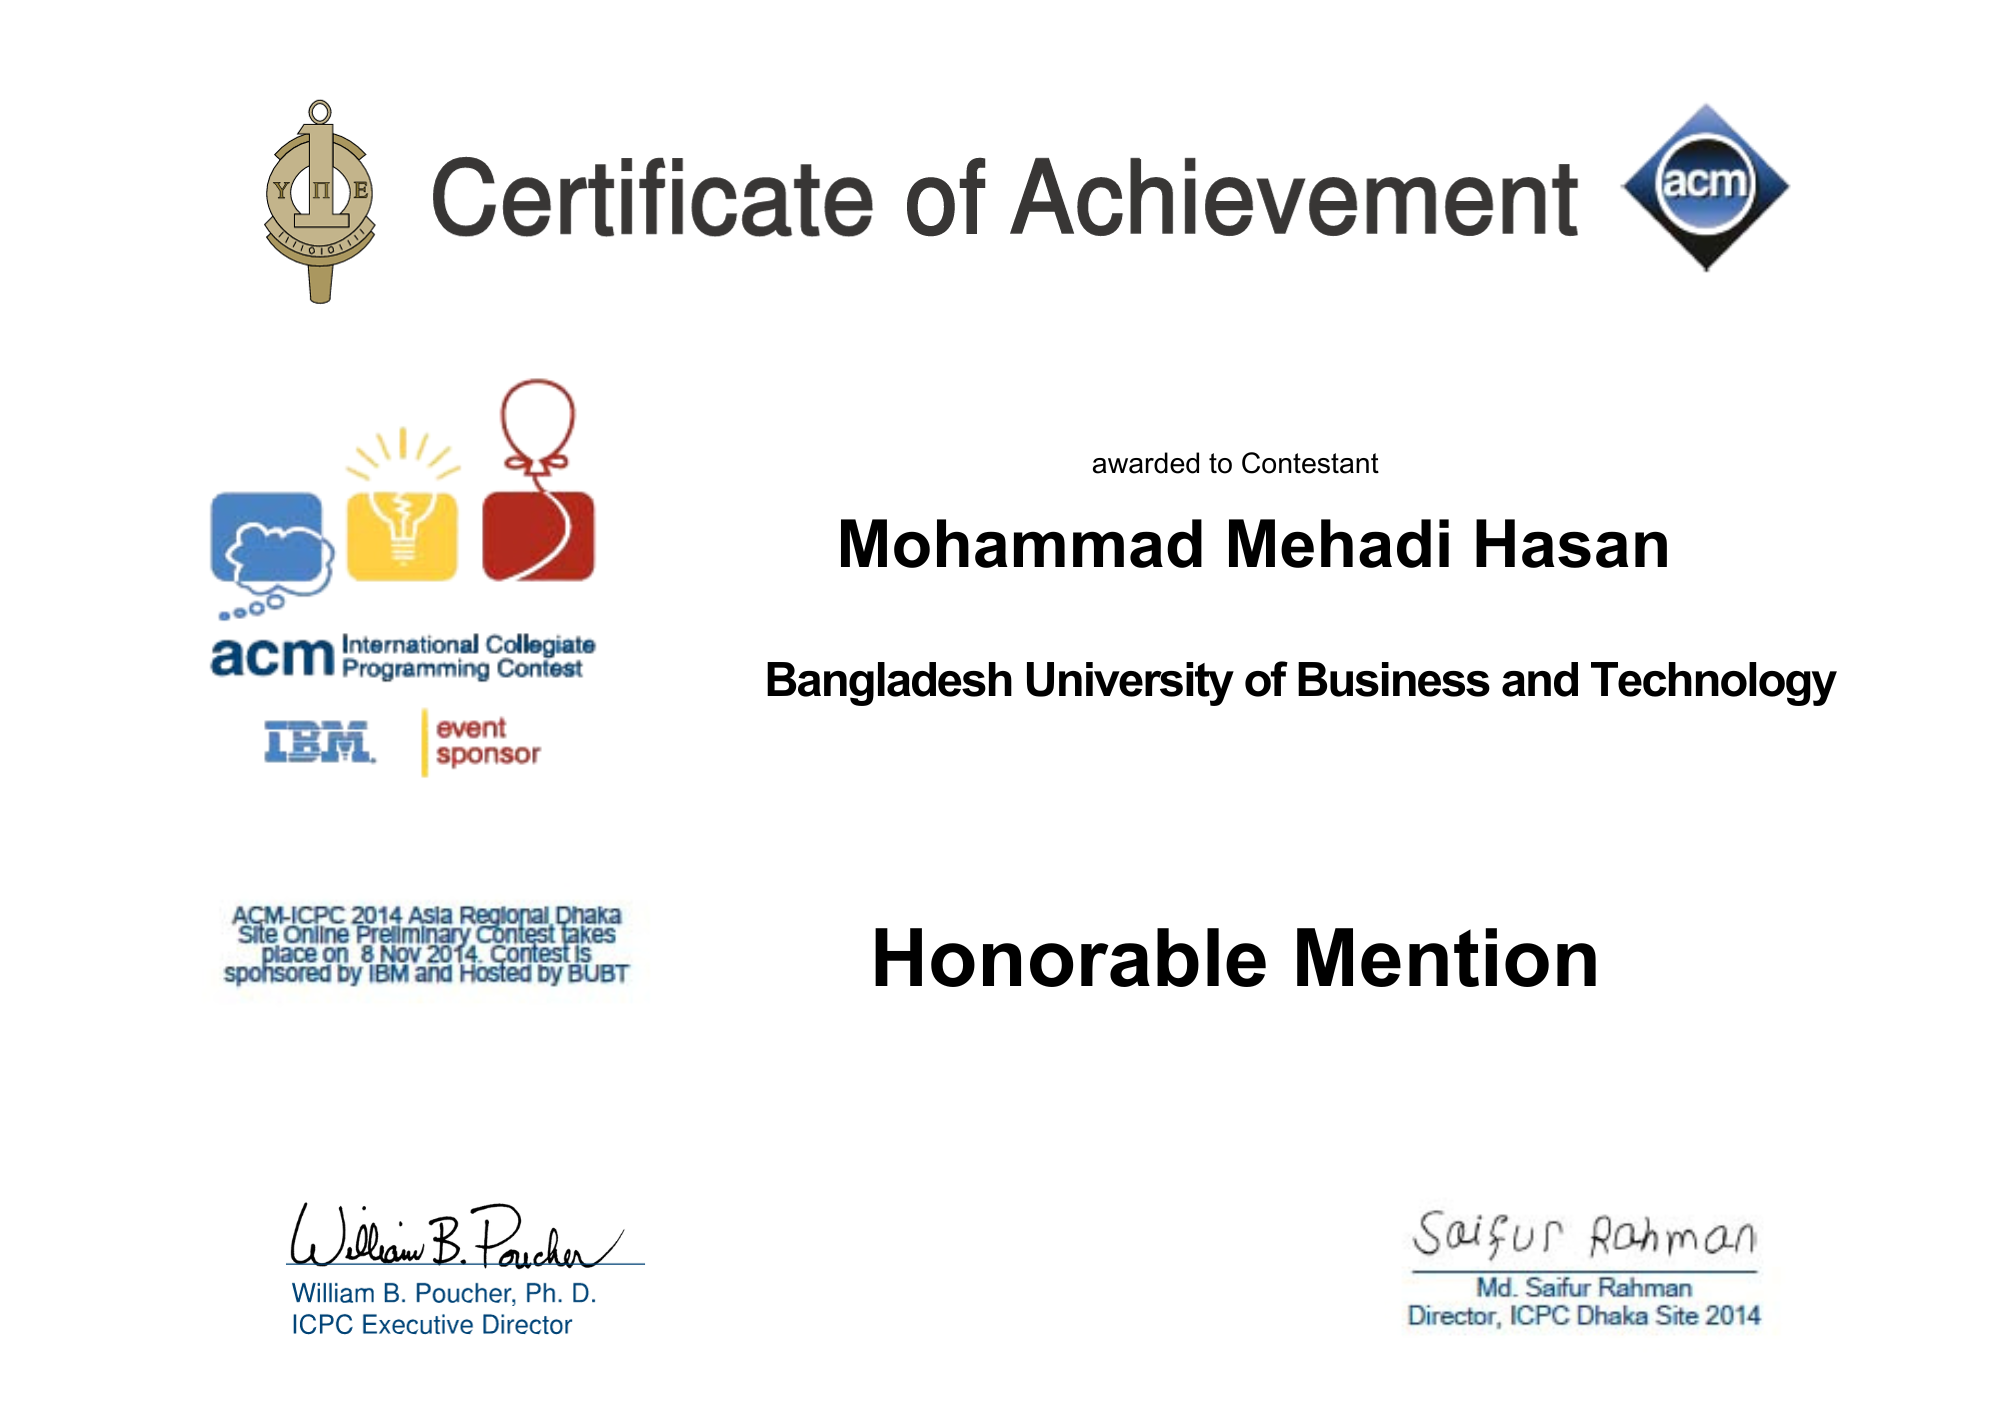 Υ Π Ε
1
////0/0/////
Certificate of Achievement
acm
awarded to Contestant
Mohammad Mehadi Hasan
Bangladesh University of Business and Technology
acm International Collegiate
Programming Contest
IBM.
event
sponsor
ACM-ICPC 2014 Asia Regional Dhaka
Site Online Preliminary Contest takes
place on 8 Nov 2014. Contest is
sponsored by IBM and Hosted by BUBT
Honorable Mention
William B. Poucher
William B. Poucher, Ph. D.
ICPC Executive Director
Saifur Rahman
Md. Saifur Rahman
Director, ICPC Dhaka Site 2014